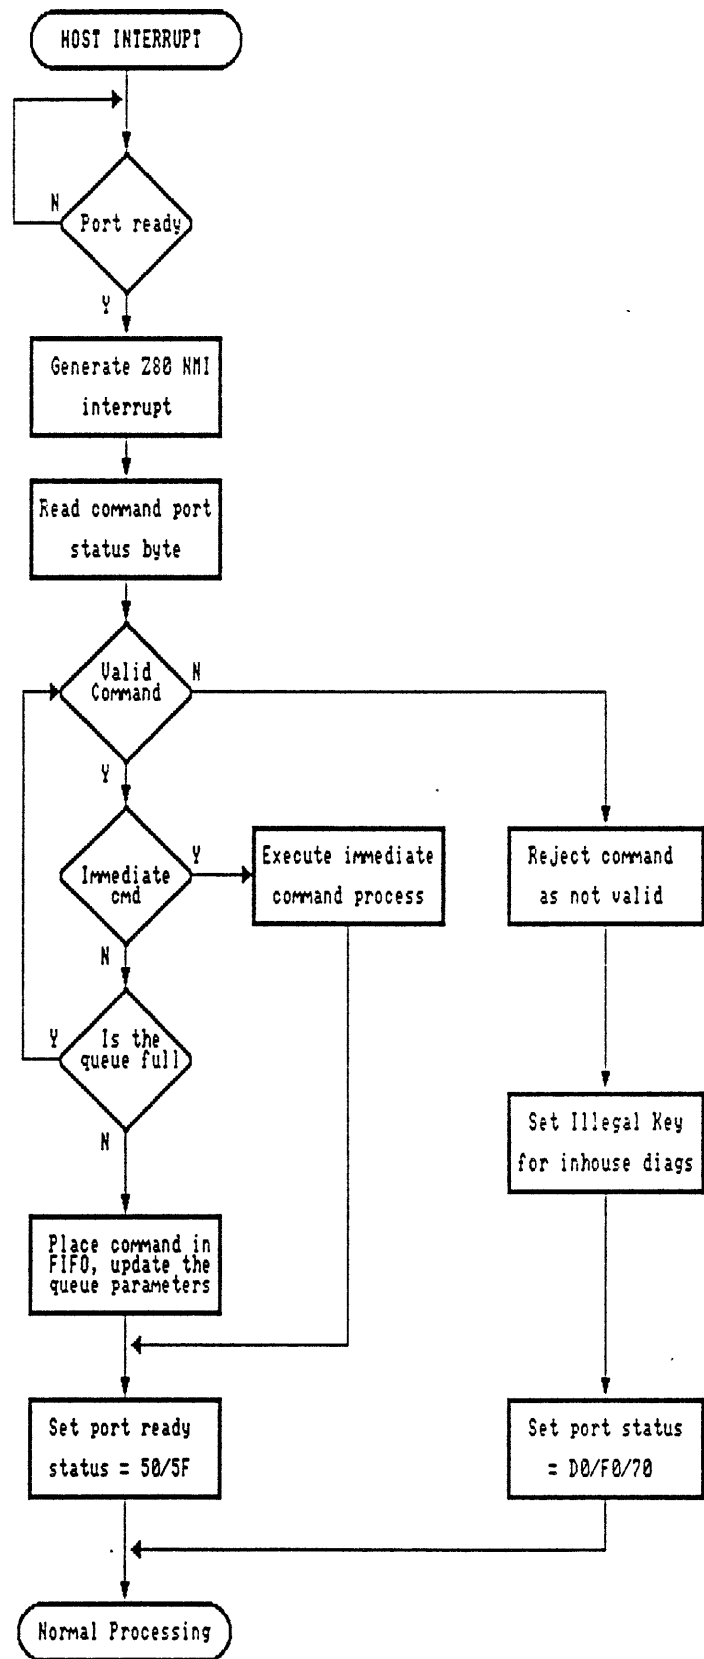 HOST INTERRUPT
N
Port ready
Y
Generate Z80 NMI
interrupt
Read command port
status byte
Valid
Command
N
Y
Immediate
cmd
Y
Execute immediate
command process
Reject command
as not valid
N
Is the
queue full
Y
N
Set Illegal Key
for inhouse diags
Place command in
FIFO, update the
queue parameters
Set port ready
status = 50/5F
Set port status
= D0/F0/70
Normal Processing